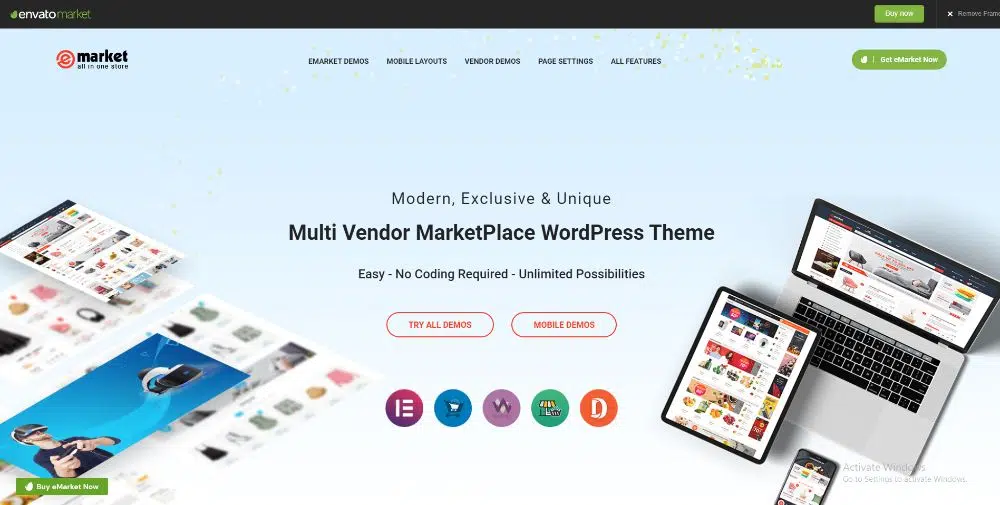 envatomarket
Buy now
✕ Remove Frame
market
all in one store
EMARKET DEMOS
MOBILE LAYOUTS
VENDOR DEMOS
PAGE SETTINGS
ALL FEATURES
Get eMarket Now
Modern, Exclusive & Unique
Multi Vendor MarketPlace WordPress Theme
Easy - No Coding Required - Unlimited Possibilities
TRY ALL DEMOS
MOBILE DEMOS
Buy eMarket Now
Activate Windows
Go to Settings to activate Windows.